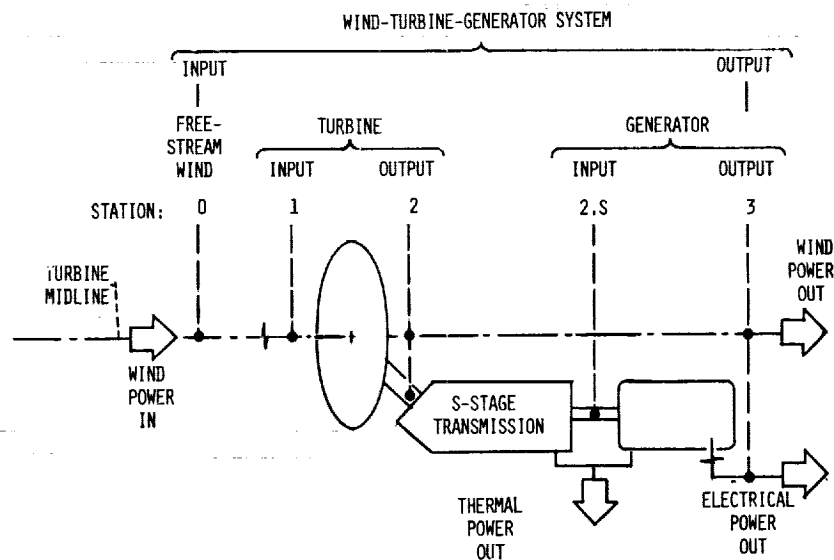 WIND-TURBINE-GENERATOR SYSTEM
INPUT
OUTPUT
FREE-
STREAM
WIND
TURBINE
GENERATOR
INPUT
OUTPUT
INPUT
OUTPUT
STATION:
0
1
2
2.S
3
TURBINE
MIDLINE
WIND
POWER
IN
WIND
POWER
OUT
S-STAGE
TRANSMISSION
THERMAL
POWER
OUT
ELECTRICAL
POWER
OUT